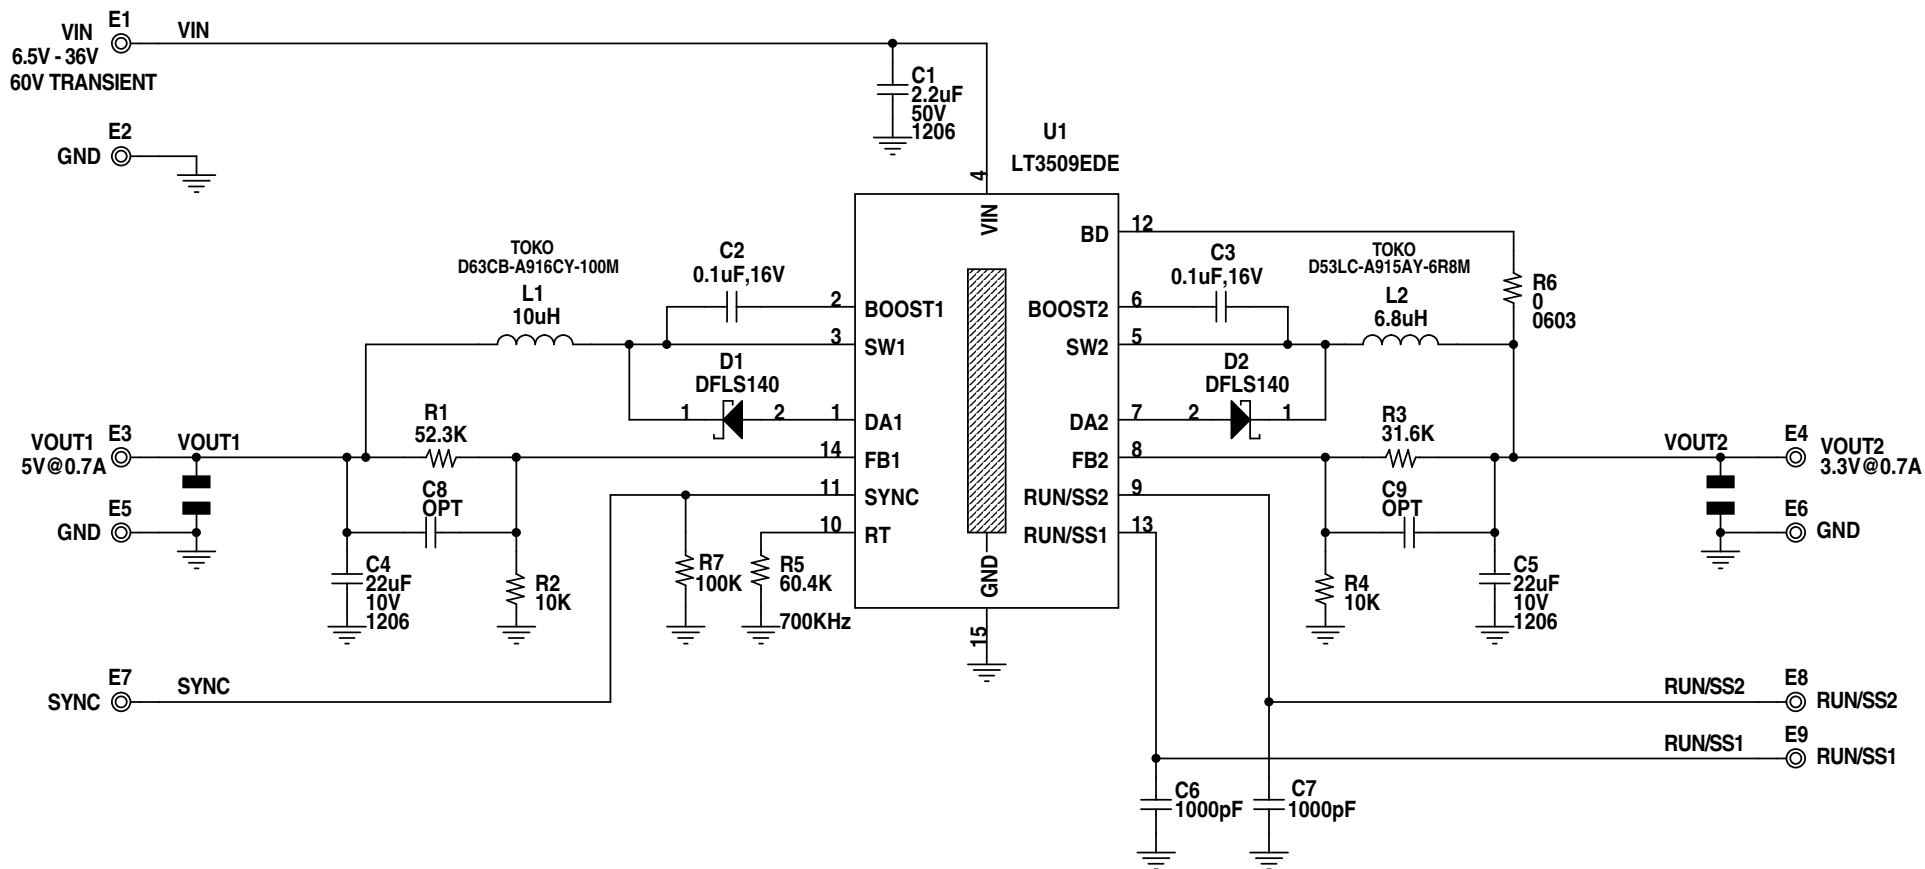 E1
VIN
VIN
6.5V - 36V
60V TRANSIENT
C1
2.2uF
50V
1206
E2
GND
U1
LT3509EDE
4
VIN
BD
12
TOKO
D63CB-A916CY-100M
L1
10uH
C2
0.1uF,16V
2
BOOST1
3
SW1
D1
DFLS140
1
2
1
DA1
C3
0.1uF,16V
BOOST2
6
SW2
5
TOKO
D53LC-A915AY-6R8M
L2
6.8uH
R6
0
0603
D2
DFLS140
DA2
7
2
1
E3
VOUT1
5V@0.7A
VOUT1
R1
52.3K
14
FB1
FB2
8
R3
31.6K
VOUT2
E4
VOUT2
3.3V@0.7A
E5
GND
C8
OPT
11
SYNC
RUN/SS2
9
C9
OPT
E6
GND
10
RT
RUN/SS1
13
C4
22uF
10V
1206
R2
10K
R7
100K
R5
60.4K
700KHz
GND
15
R4
10K
C5
22uF
10V
1206
E7
SYNC
SYNC
RUN/SS2
E8
RUN/SS2
RUN/SS1
E9
RUN/SS1
C6
1000pF
C7
1000pF